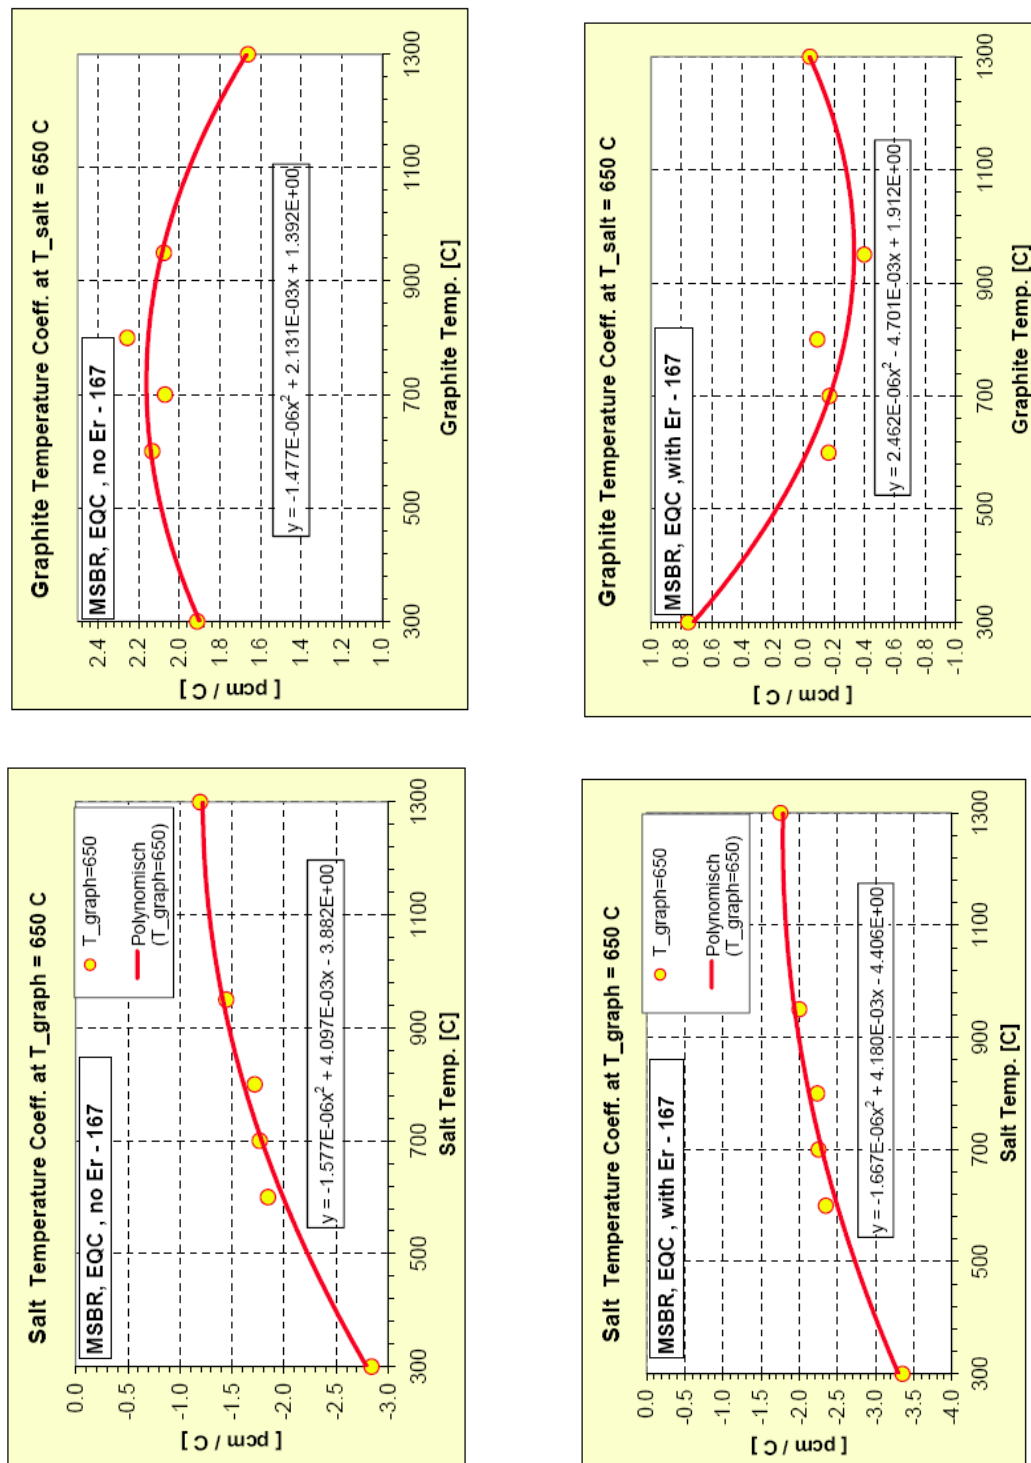 Salt Temperature Coeff. at T_graph = 650 C
MSBR, EQC , no Er - 167
T_graph=650
Polynomisch
(T_graph=650)
y = -1.577E-06x² + 4.097E-03x - 3.882E+00
[ pcm / C ]
0.0
-0.5
-1.0
-1.5
-2.0
-2.5
-3.0
300 500 700 900 1100 1300
Salt Temp. [C]
Graphite Temperature Coeff. at T_salt = 650 C
MSBR, EQC , no Er - 167
y = -1.477E-06x² + 2.131E-03x + 1.392E+00
[ pcm / C ]
2.4
2.2
2.0
1.8
1.6
1.4
1.2
1.0
300 500 700 900 1100 1300
Graphite Temp. [C]
Salt Temperature Coeff. at T_graph = 650 C
MSBR, EQC , with Er - 167
T_graph=650
Polynomisch
(T_graph=650)
y = -1.667E-06x² + 4.180E-03x - 4.406E+00
[ pcm / C ]
0.0
-0.5
-1.0
-1.5
-2.0
-2.5
-3.0
-3.5
-4.0
300 500 700 900 1100 1300
Salt Temp. [C]
Graphite Temperature Coeff. at T_salt = 650 C
MSBR, EQC ,with Er - 167
y = 2.462E-06x² - 4.701E-03x + 1.912E+00
[ pcm / C ]
1.0
0.8
0.6
0.4
0.2
0.0
-0.2
-0.4
-0.6
-0.8
-1.0
300 500 700 900 1100 1300
Graphite Temp. [C]